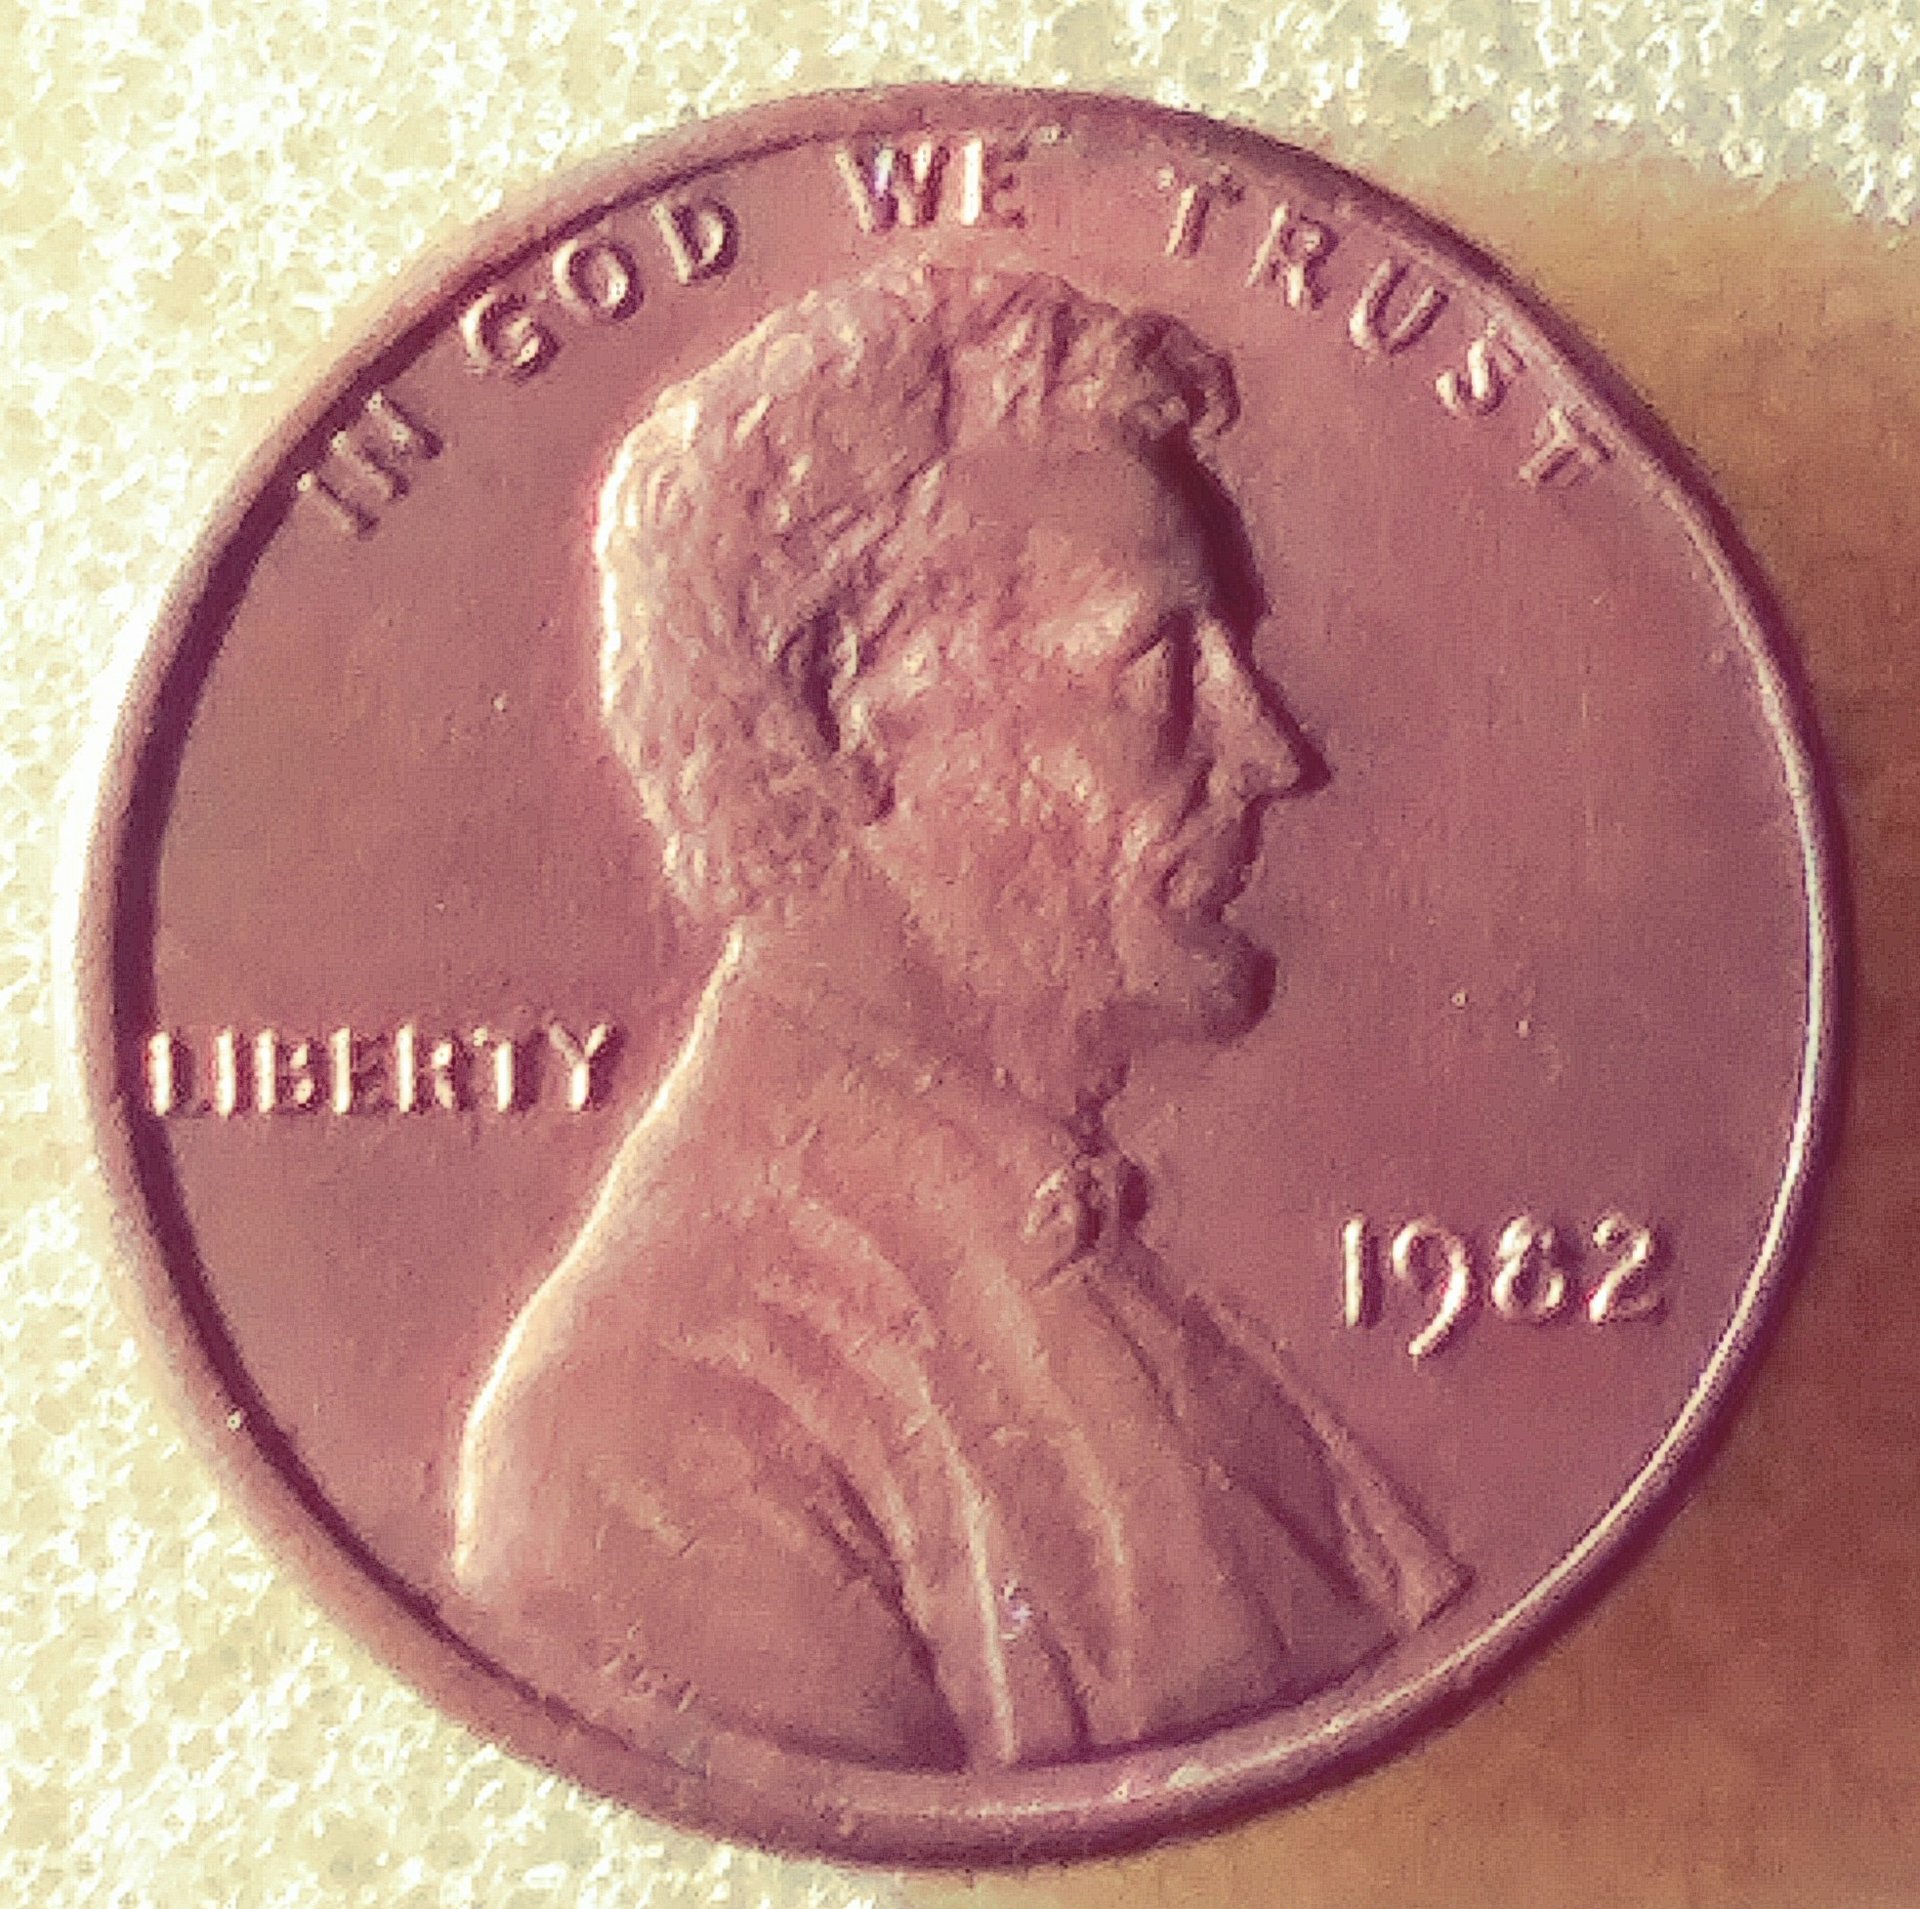 IN GOD WE TRUST
LIBERTY
1982